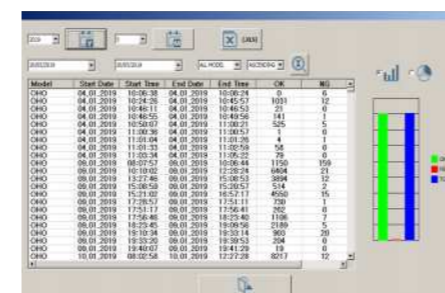 2019 1 (XLSX)
ALL MODEL ASCENDING
Model Start Date Start Time End Date End Time OK NG
OHO 04.01.2019 10:06:38 04.01.2019 10:08:24 0 6
OHO 04.01.2019 10:24:26 04.01.2019 10:45:57 1031 12
OHO 04.01.2019 10:46:11 04.01.2019 10:46:53 21 0
OHO 04.01.2019 10:46:55 04.01.2019 10:49:56 141 1
OHO 04.01.2019 10:50:07 04.01.2019 11:00:21 525 5
OHO 04.01.2019 11:00:36 04.01.2019 11:00:57 1 0
OHO 04.01.2019 11:01:04 04.01.2019 11:01:26 4 1
OHO 04.01.2019 11:01:33 04.01.2019 11:02:59 58 0
OHO 04.01.2019 11:03:34 04.01.2019 11:05:22 79 0
OHO 09.01.2019 08:07:57 09.01.2019 10:06:44 1150 159
OHO 09.01.2019 10:10:02 09.01.2019 12:28:24 6404 21
OHO 09.01.2019 13:27:46 09.01.2019 15:08:53 3894 12
OHO 09.01.2019 15:08:59 09.01.2019 15:20:57 514 2
OHO 09.01.2019 15:21:02 09.01.2019 16:57:17 4550 15
OHO 09.01.2019 17:28:57 09.01.2019 17:51:11 730 1
OHO 09.01.2019 17:51:17 09.01.2019 17:56:41 262 0
OHO 09.01.2019 17:56:46 09.01.2019 18:23:40 1106 7
OHO 09.01.2019 18:23:45 09.01.2019 19:09:56 2189 5
OHO 09.01.2019 19:10:34 09.01.2019 19:33:14 903 20
OHO 09.01.2019 19:33:20 09.01.2019 19:39:53 204 0
OHO 09.01.2019 19:40:07 09.01.2019 19:41:29 19 0
OHO 10.01.2019 08:02:58 10.01.2019 12:27:28 8217 12